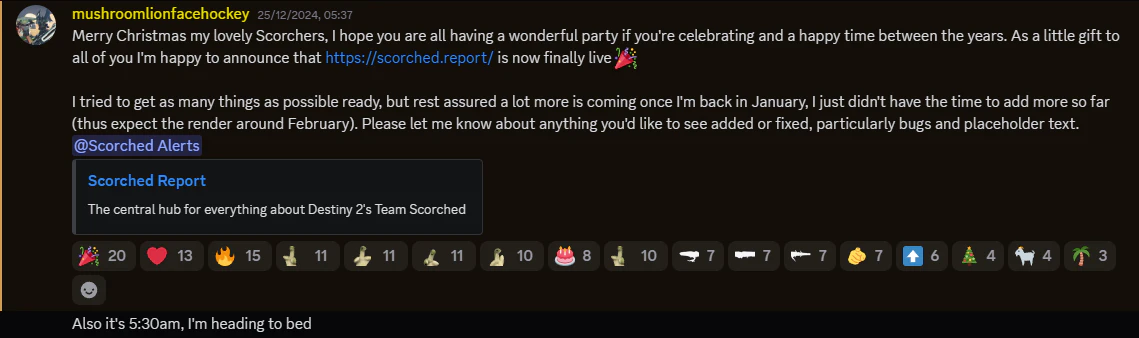 mushroomlionfacehockey 25/12/2024, 05:37
Merry Christmas my lovely Scorchers, I hope you are all having a wonderful party if you're celebrating and a happy time between the years. As a little gift to
all of you I'm happy to announce that https://scorched.report/ is now finally live
I tried to get as many things as possible ready, but rest assured a lot more is coming once I'm back in January, I just didn't have the time to add more so far
(thus expect the render around February). Please let me know about anything you'd like to see added or fixed, particularly bugs and placeholder text.
@Scorched Alerts
Scorched Report
The central hub for everything about Destiny 2's Team Scorched
20 13 15 11 11 11 10 8 10 7 7 7 7 6 4 4 3
Also it's 5:30am, I'm heading to bed